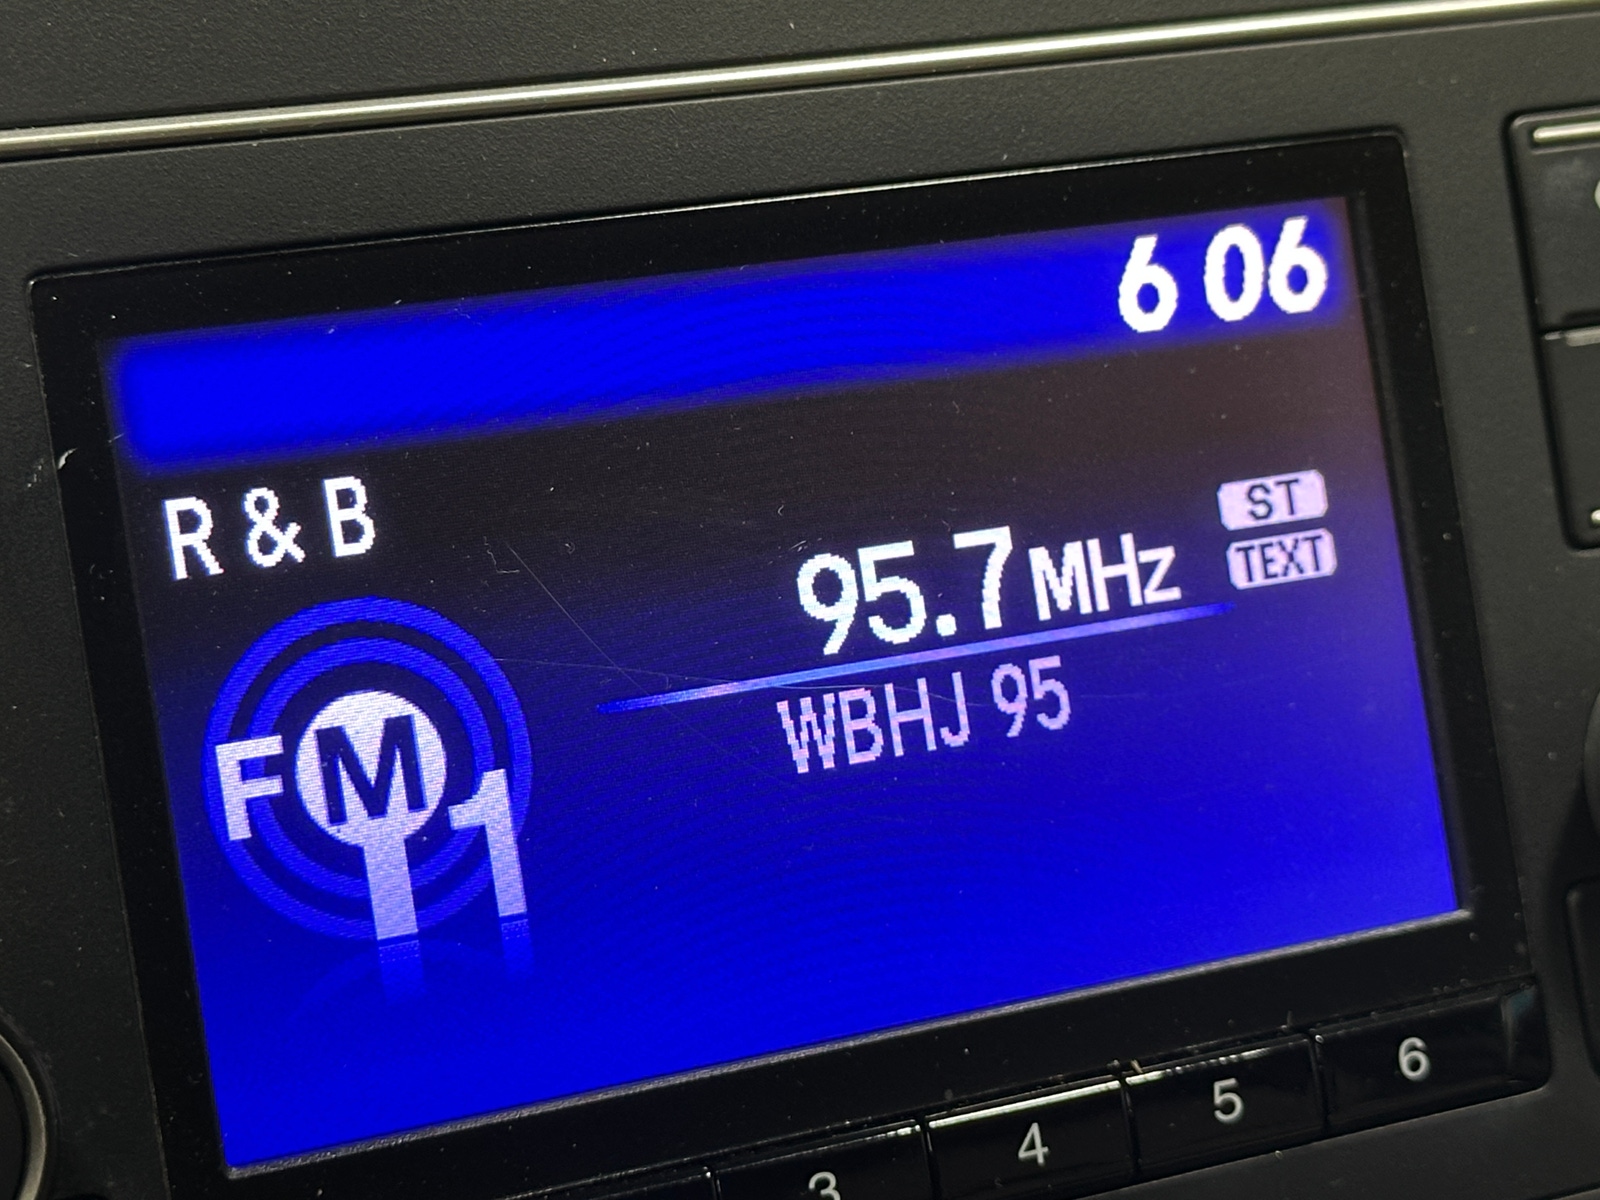 6 06
R & B
ST
95.7 MHz
TEXT
WBHJ 95
FM 1
3
4
5
6